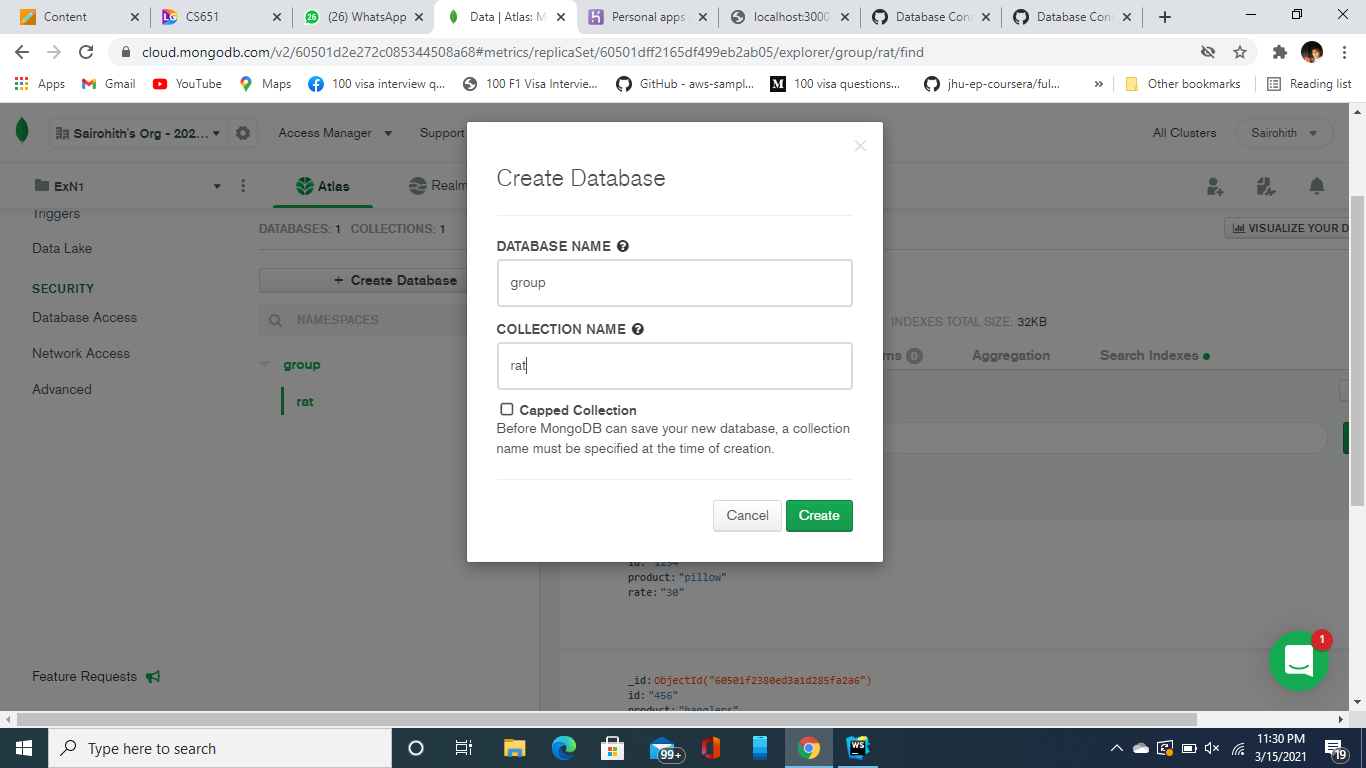 Content
CS651
(26) WhatsApp
Data | Atlas: M
Personal apps
localhost:3000
Database Con
Database Con
cloud.mongodb.com/v2/60501d2e272c085344508a68#metrics/replicaSet/60501dff2165df499eb2ab05/explorer/group/rat/find
Apps
Gmail
YouTube
Maps
100 visa interview q...
100 F1 Visa Intervie...
GitHub - aws-sampl...
100 visa questions...
jhu-ep-coursera/ful...
»
Other bookmarks
Reading list
Sairohith's Org - 202...
Access Manager
Support
All Clusters
Sairohith
ExN1
Atlas
Realm
Triggers
Data Lake
SECURITY
Database Access
Network Access
Advanced
Feature Requests
DATABASES: 1 COLLECTIONS: 1
VISUALIZE YOUR D
+ Create Database
NAMESPACES
group
rat
INDEXES TOTAL SIZE: 32KB
rns 0
Aggregation
Search Indexes
Create Database
DATABASE NAME ?
group
COLLECTION NAME ?
rat
Capped Collection
Before MongoDB can save your new database, a collection
name must be specified at the time of creation.
Cancel
Create
id: "1234"
product: "pillow"
rate: "30"
_id: ObjectId("60501f2380ed3a1d285fa2a6")
id: "456"
product: "hanglers"
1
Type here to search
99+
WS
11:30 PM
3/15/2021
19